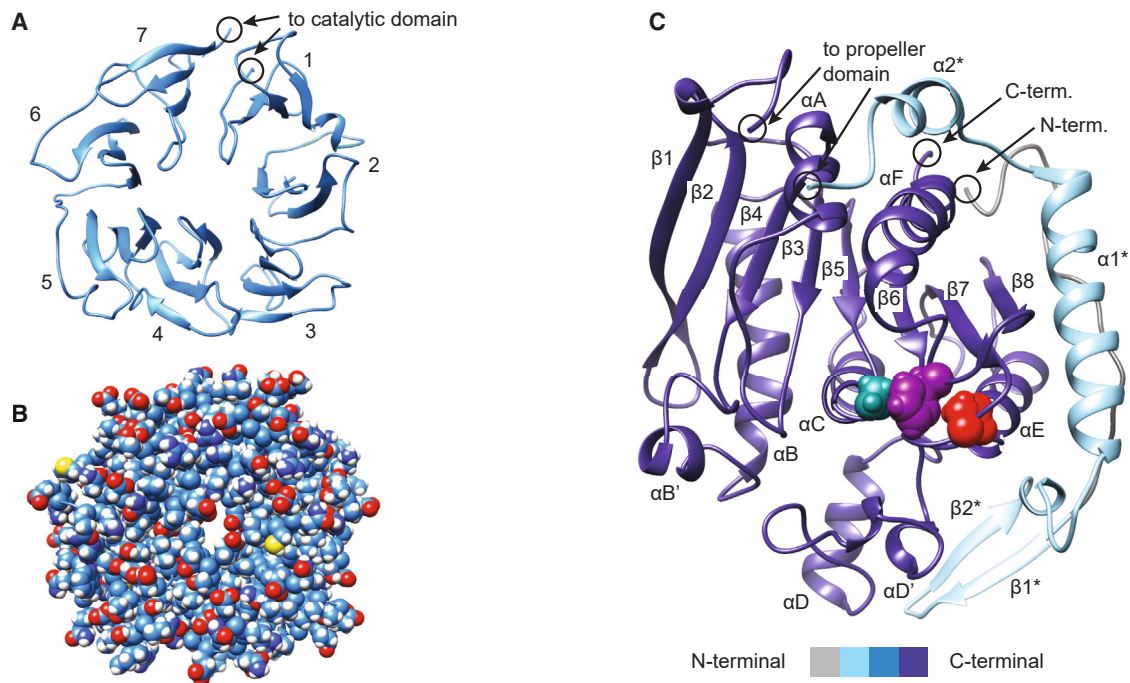 A
to catalytic domain
7
1
6
2
5
4
3
B
C
to propeller
domain
α2*
C-term.
N-term.
αA
β1
β2
β4
β3
β5
αF
β6
β7
β8
α1*
αC
αB
αB’
αE
β2*
β1*
αD
αD’
N-terminal
C-terminal